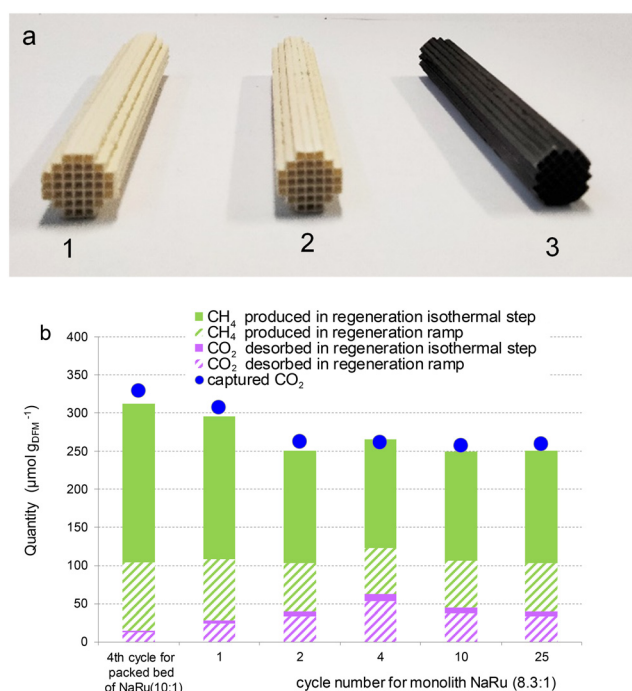 a
1
2
3
b
CH4 produced in regeneration isothermal step
CH4 produced in regeneration ramp
CO2 desorbed in regeneration isothermal step
CO2 desorbed in regeneration ramp
captured CO2
400
350
300
250
200
150
100
50
0
Quantity (μmol gDFM -1)
4th cycle for
packed bed
of NaRu(10:1)
1
2
4
10
25
cycle number for monolith NaRu (8.3:1)